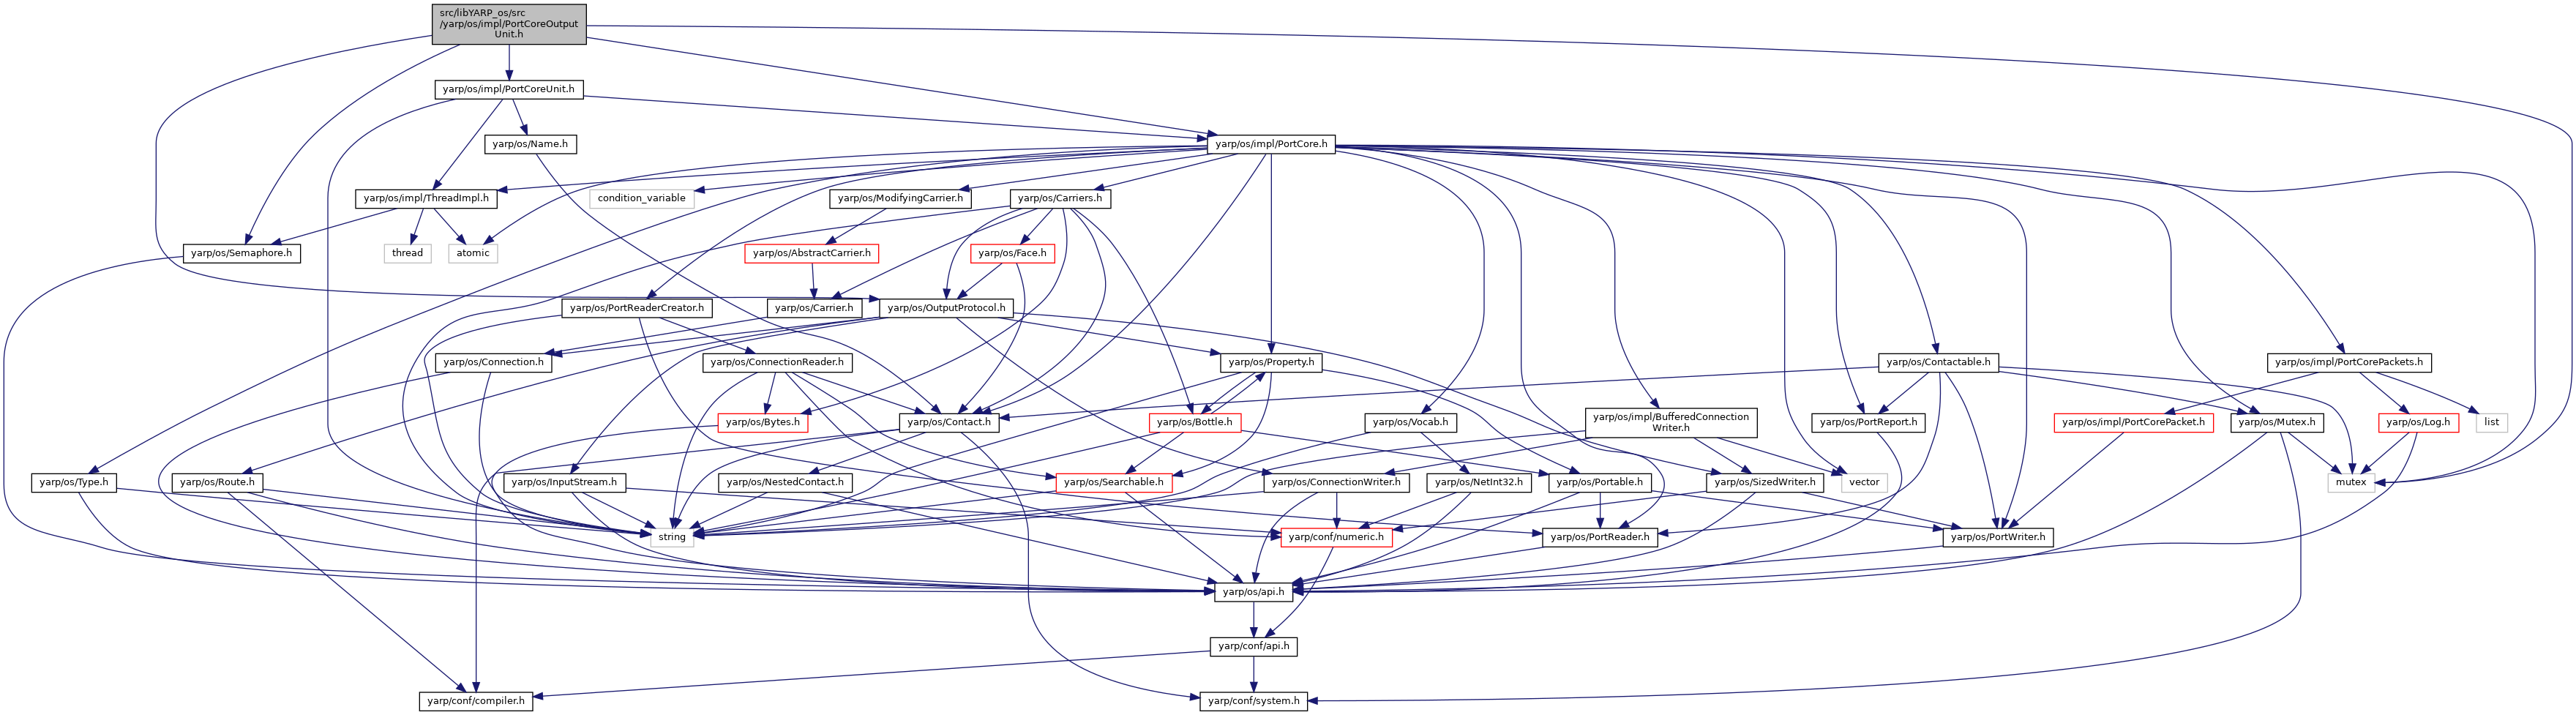 src/libYARP_os/src
/yarp/os/impl/PortCoreOutput
Unit.h
yarp/os/impl/PortCoreUnit.h
yarp/os/Name.h
yarp/os/impl/PortCore.h
yarp/os/impl/ThreadImpl.h
condition_variable
yarp/os/ModifyingCarrier.h
yarp/os/Carriers.h
yarp/os/Semaphore.h
thread
atomic
yarp/os/AbstractCarrier.h
yarp/os/Face.h
yarp/os/PortReaderCreator.h
yarp/os/Carrier.h
yarp/os/OutputProtocol.h
yarp/os/Connection.h
yarp/os/ConnectionReader.h
yarp/os/Property.h
yarp/os/Contactable.h
yarp/os/impl/PortCorePackets.h
yarp/os/Bytes.h
yarp/os/Contact.h
yarp/os/Bottle.h
yarp/os/Vocab.h
yarp/os/impl/BufferedConnection
Writer.h
yarp/os/PortReport.h
yarp/os/impl/PortCorePacket.h
yarp/os/Mutex.h
yarp/os/Log.h
list
yarp/os/Type.h
yarp/os/Route.h
yarp/os/InputStream.h
yarp/os/NestedContact.h
yarp/os/Searchable.h
yarp/os/ConnectionWriter.h
yarp/os/NetInt32.h
yarp/os/Portable.h
yarp/os/SizedWriter.h
vector
mutex
string
yarp/conf/numeric.h
yarp/os/PortReader.h
yarp/os/PortWriter.h
yarp/os/api.h
yarp/conf/api.h
yarp/conf/compiler.h
yarp/conf/system.h